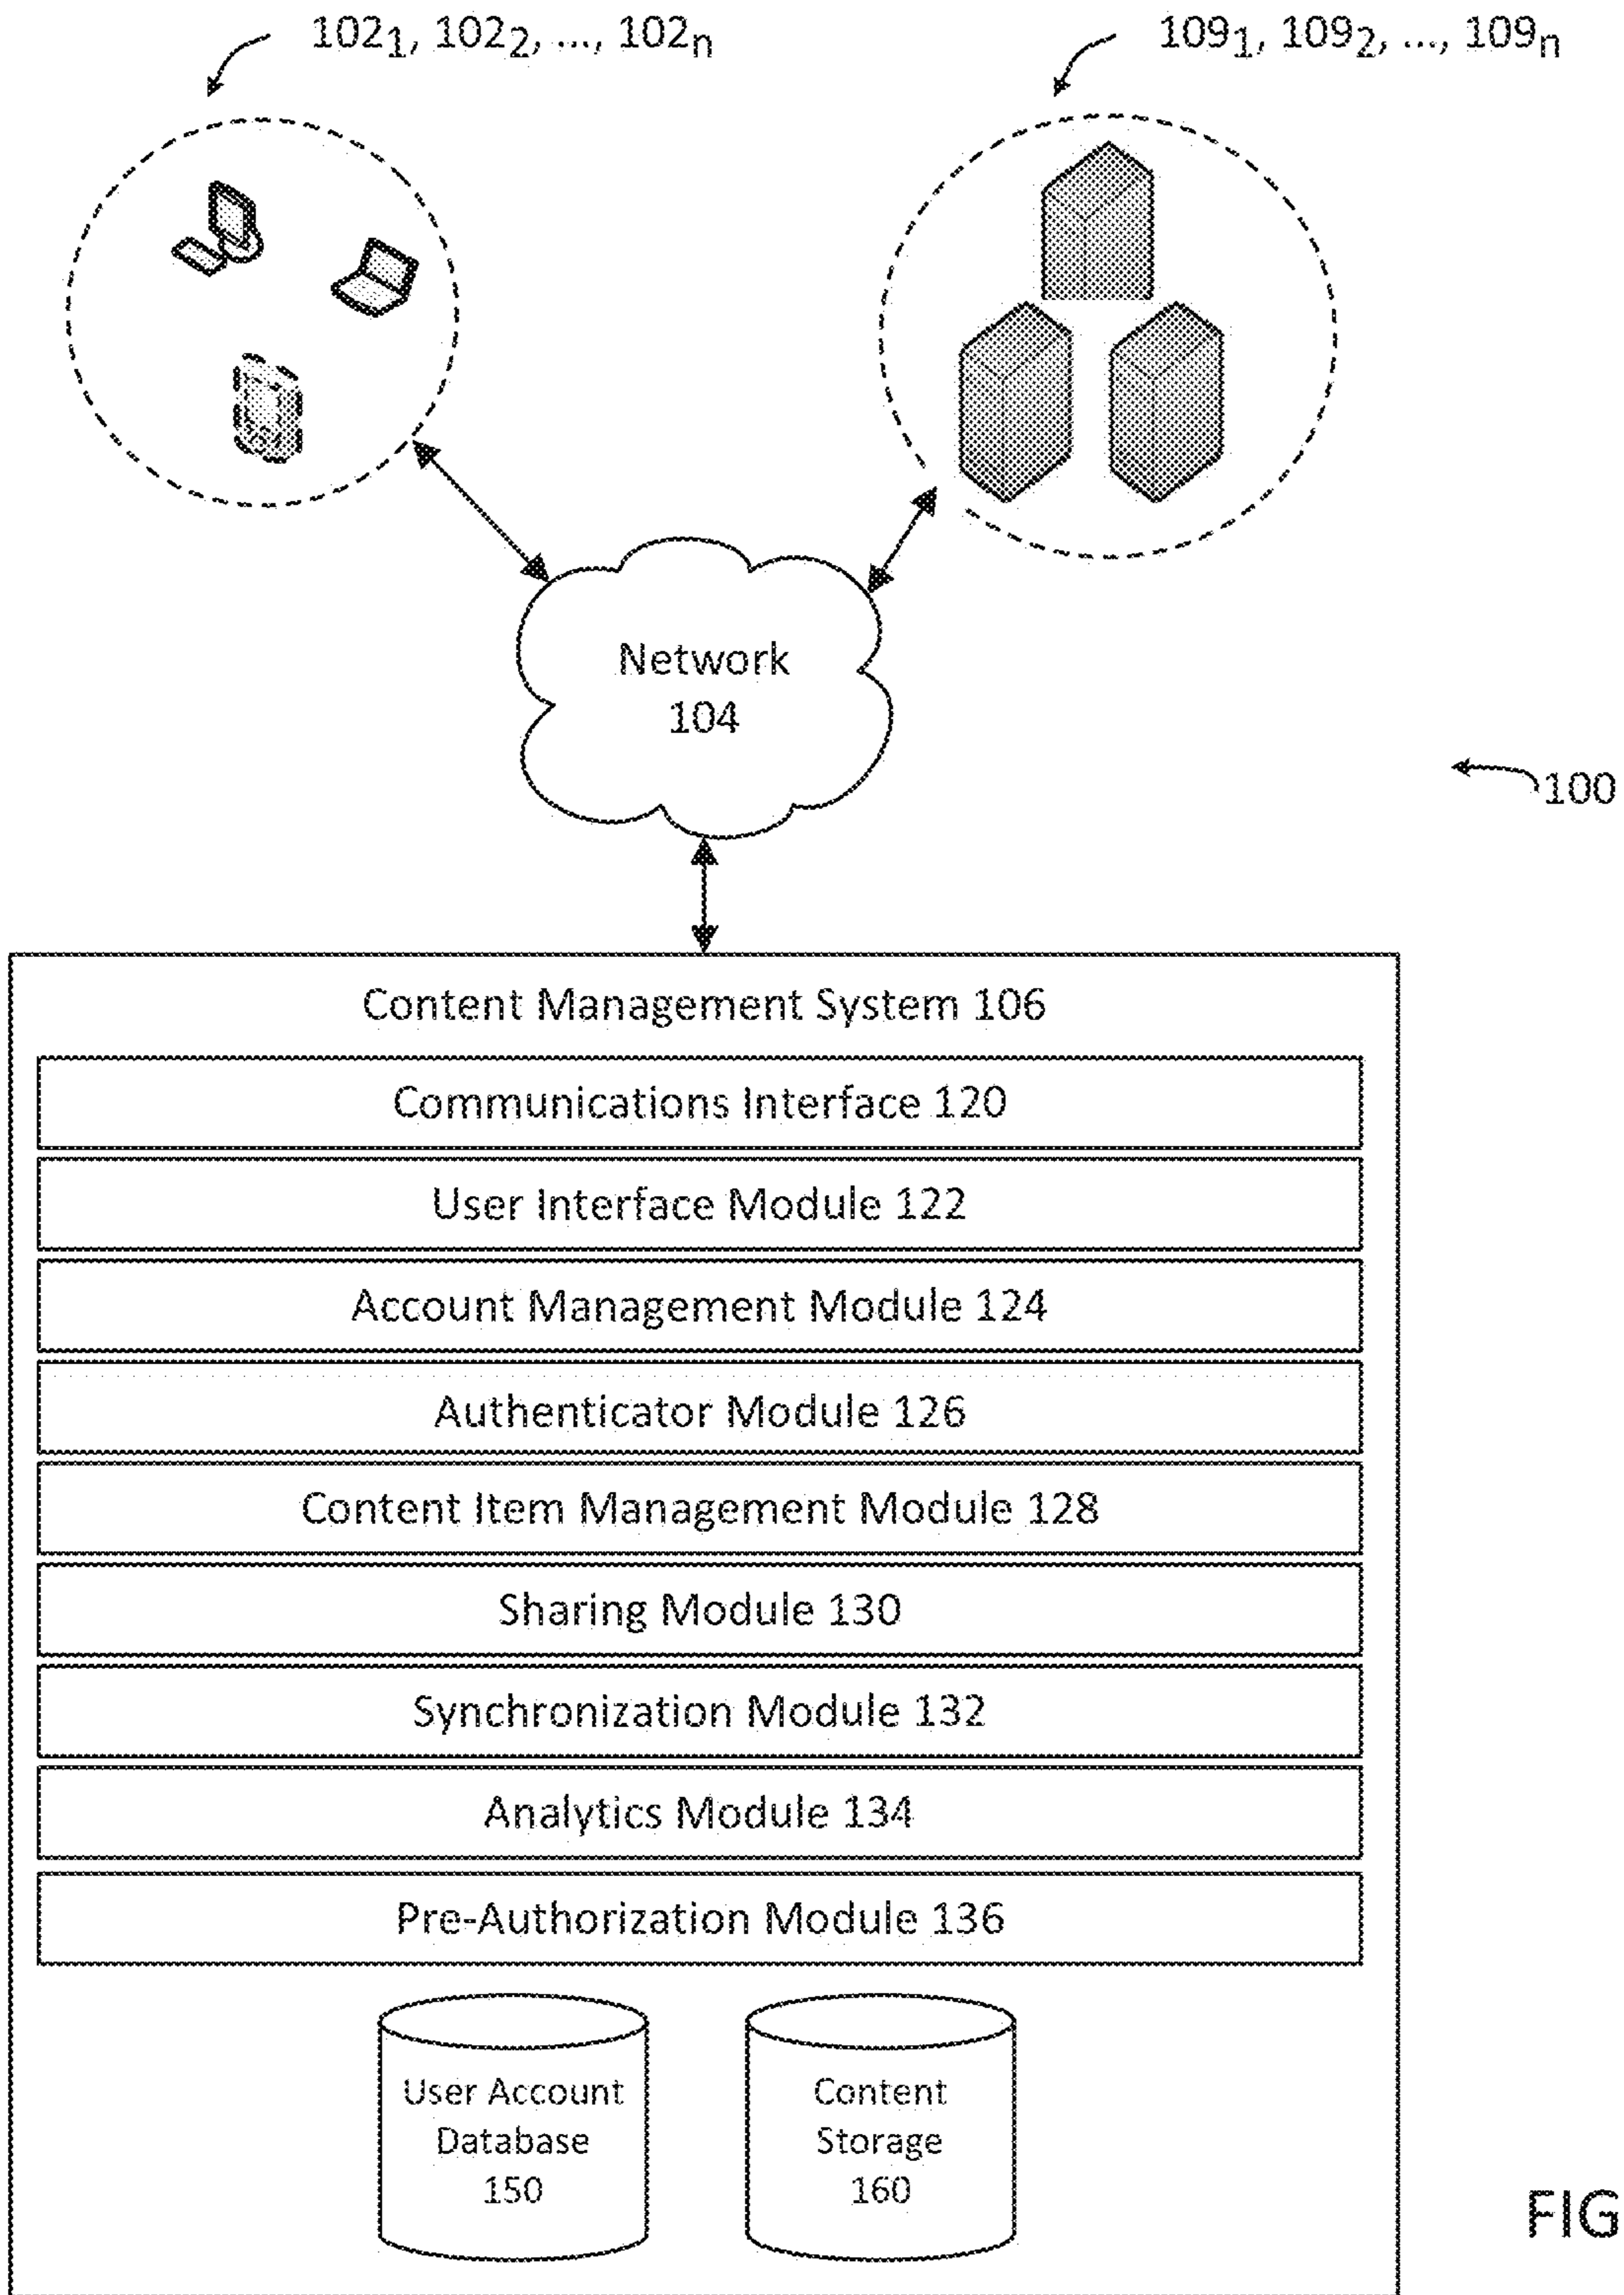 102₁, 102₂, ..., 102ₙ
109₁, 109₂, ..., 109ₙ
Network
104
100
Content Management System 106
Communications Interface 120
User Interface Module 122
Account Management Module 124
Authenticator Module 126
Content Item Management Module 128
Sharing Module 130
Synchronization Module 132
Analytics Module 134
Pre-Authorization Module 136
User Account
Database
150
Content
Storage
160
FIG